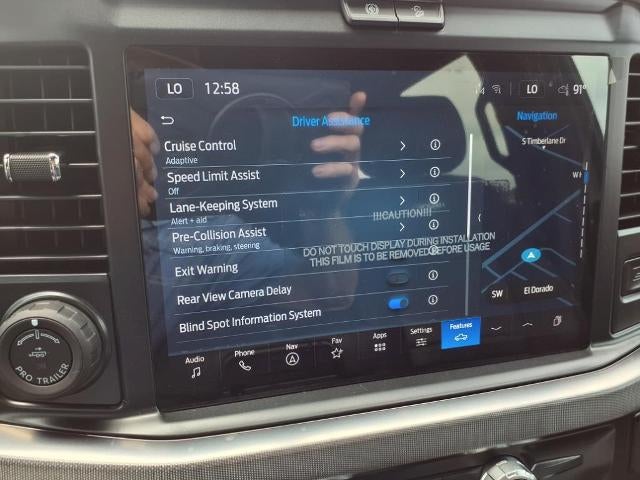 LO 12:58 LO 91°
Driver Assistance
Navigation
Cruise Control
Adaptive
S Timberlane Dr
Speed Limit Assist
Off
Lane-Keeping System
Alert + aid
!!!CAUTION!!!
Pre-Collision Assist
Warning, braking, steering
DO NOT TOUCH DISPLAY DURING INSTALLATION
THIS FILM IS TO BE REMOVED BEFORE USAGE
Exit Warning
Rear View Camera Delay
Blind Spot Information System
SW El Dorado
Audio Phone Nav Fav Apps Settings Features
PRO TRAILER